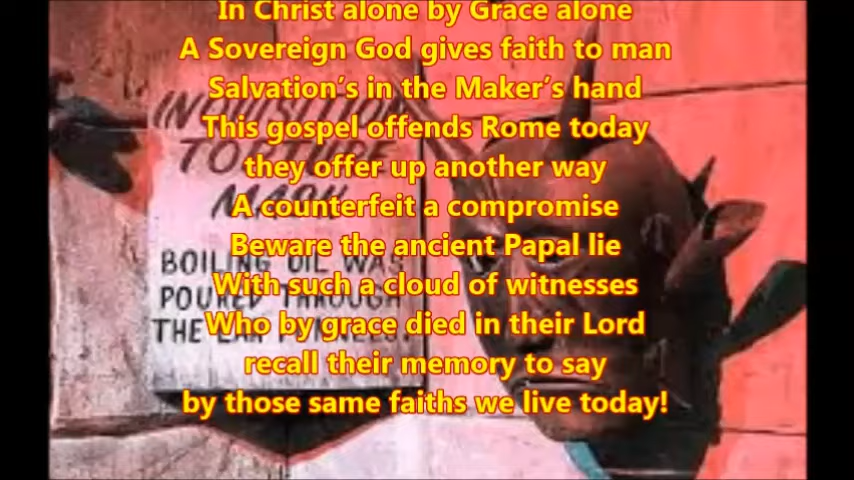 In Christ alone by Grace alone
A Sovereign God gives faith to man
Salvation's in the Maker's hand
This gospel offends Rome today
they offer up another way
A counterfeit a compromise
Beware the ancient Papal lie
With such a cloud of witnesses
Who by grace died in their Lord
recall their memory to say
by those same faiths we live today!
INQUISITION
TORTURE
MASK
BOILING OIL WAS
POURED THROUGH
THE EAR FUNNELS.